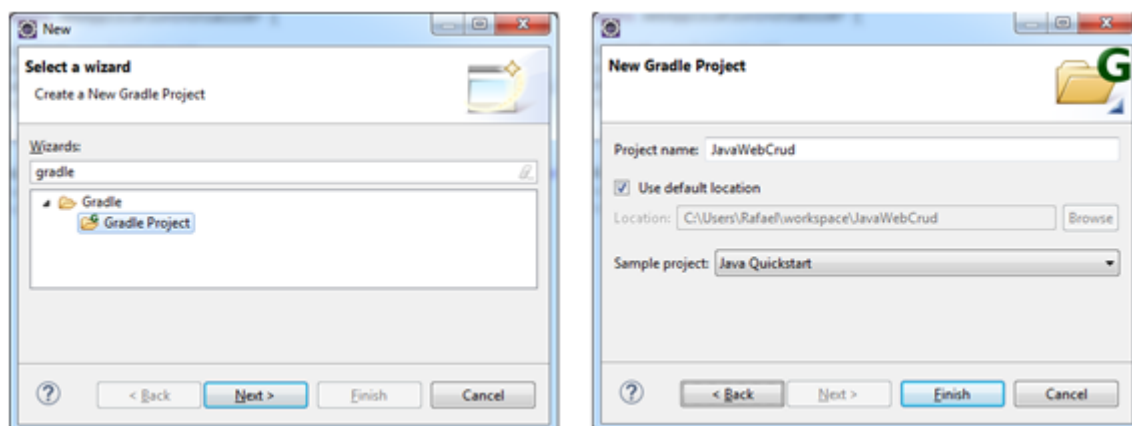 New
Select a wizard
Create a New Gradle Project
Wizards:
gradle
Gradle
Gradle Project
< Back
Next >
Finish
Cancel
New Gradle Project
G
Project name: JavaWebCrud
Use default location
Location: C:\Users\Rafael\workspace\JavaWebCrud Browse
Sample project: Java Quickstart
< Back
Next >
Finish
Cancel